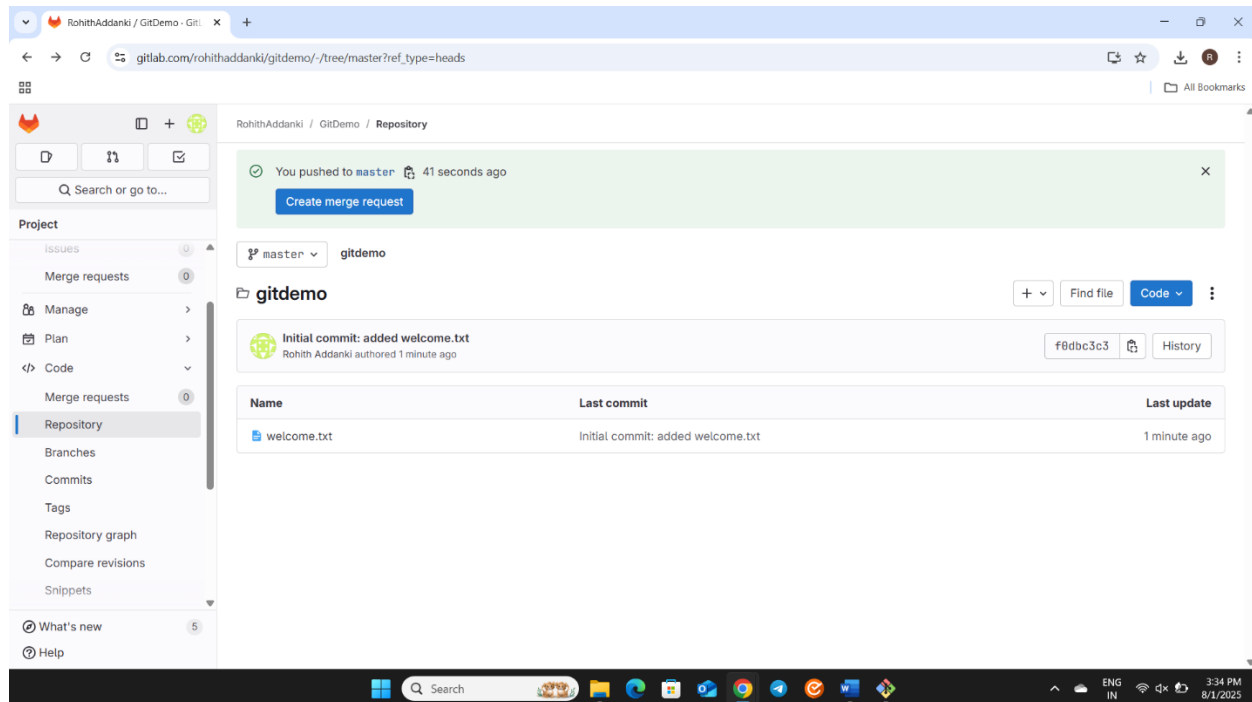 RohithAddanki / GitDemo · GitL
gitlab.com/rohithaddanki/gitdemo/-/tree/master?ref_type=heads
R
All Bookmarks
RohithAddanki / GitDemo / Repository
Search or go to...
Project
Issues 0
Merge requests 0
Manage
Plan
Code
Merge requests 0
Repository
Branches
Commits
Tags
Repository graph
Compare revisions
Snippets
What's new 5
Help
You pushed to master 41 seconds ago
Create merge request
master gitdemo
gitdemo
Find file Code
Initial commit: added welcome.txt
Rohith Addanki authored 1 minute ago
f0dbc3c3 History
Name Last commit Last update
welcome.txt Initial commit: added welcome.txt 1 minute ago
Search
ENG
IN
3:34 PM
8/1/2025